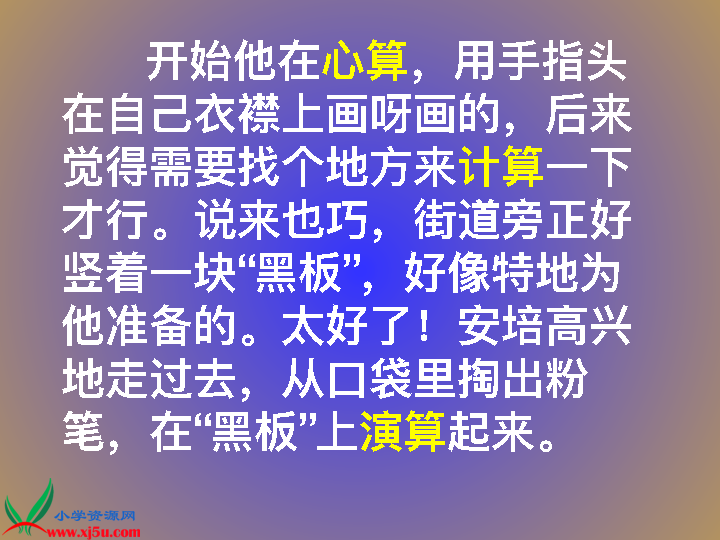 开始他在心算，用手指头
在自己衣襟上画呀画的，后来
觉得需要找个地方来计算一下
才行。说来也巧，街道旁正好
竖着一块“黑板”，好像特地为
他准备的。太好了！安培高兴
地走过去，从口袋里掏出粉
笔，在“黑板”上演算起来。
小学资源网
www.xj5u.com